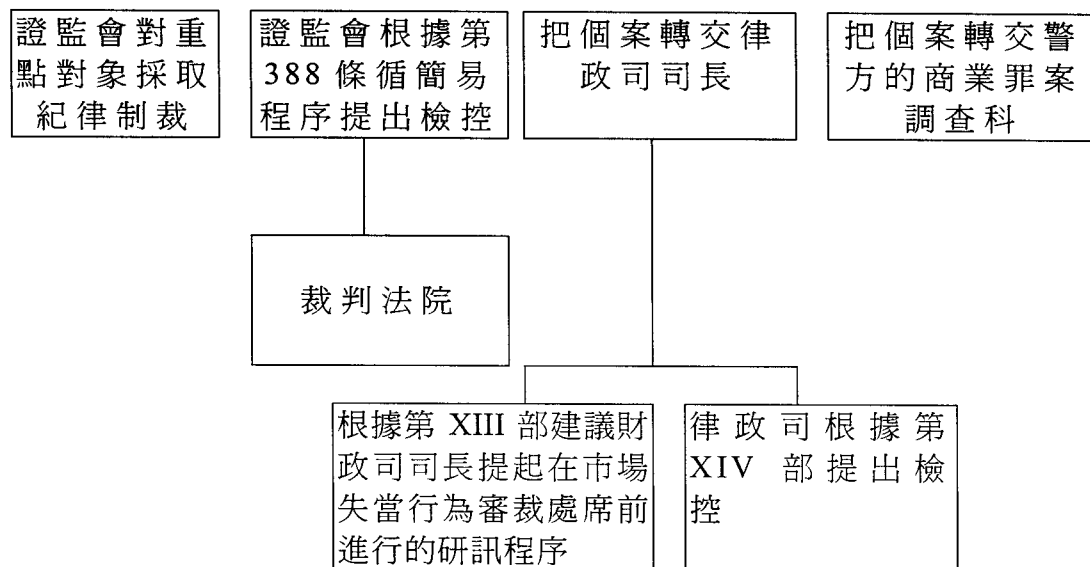 證監會對重
點對象採取
紀律制裁
證監會根據第
388 條循簡易
程序提出檢控
把個案轉交律
政司司長
把個案轉交警
方的商業罪案
調查科
裁判法院
根據第 XIII 部建議財
政司司長提起在市場
失當行為審裁處席前
進行的研訊程序
律政司根據第
XIV 部提出檢
控